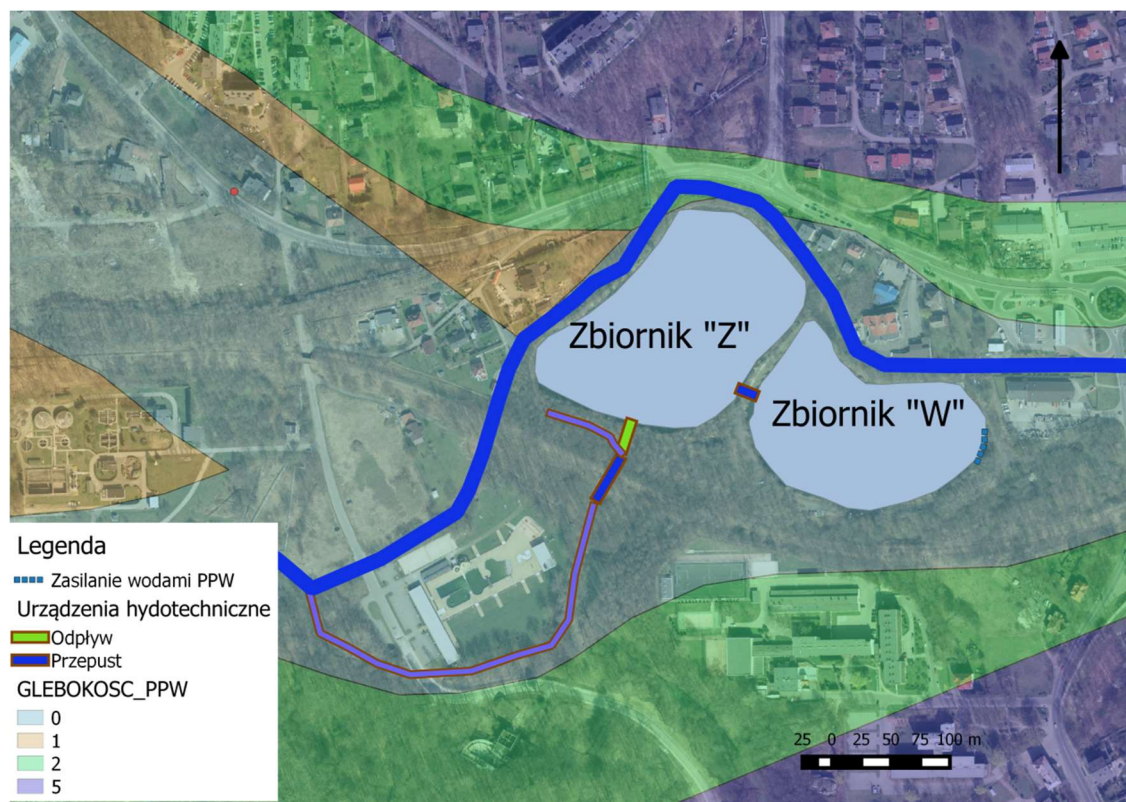 Zbiornik "Z"
Zbiornik "W"
Legenda
Zasilanie wodami PPW
Urządzenia hydotechniczne
Odpływ
Przepust
GLEBOKOSC_PPW
0
1
2
5
25 0 25 50 75 100 m